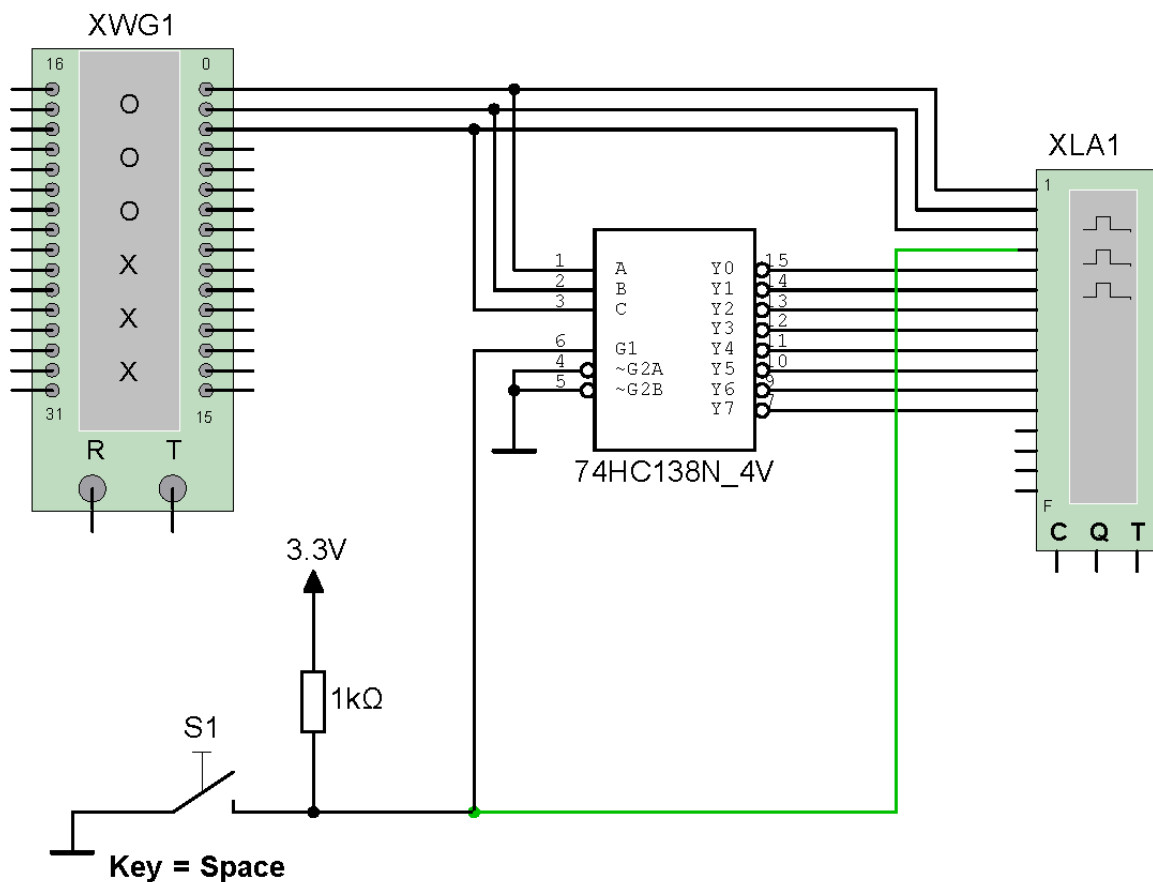 XWG1
16 0
O
O
O
X
X
X
31 15
R T
XLA1
1
F
C Q T
1 A Y0 15
2 B Y1 14
3 C Y2 13
Y3 12
6 G1 Y4 11
4 ~G2A Y5 10
5 ~G2B Y6 9
Y7 7
74HC138N_4V
3.3V
1kΩ
S1
Key = Space